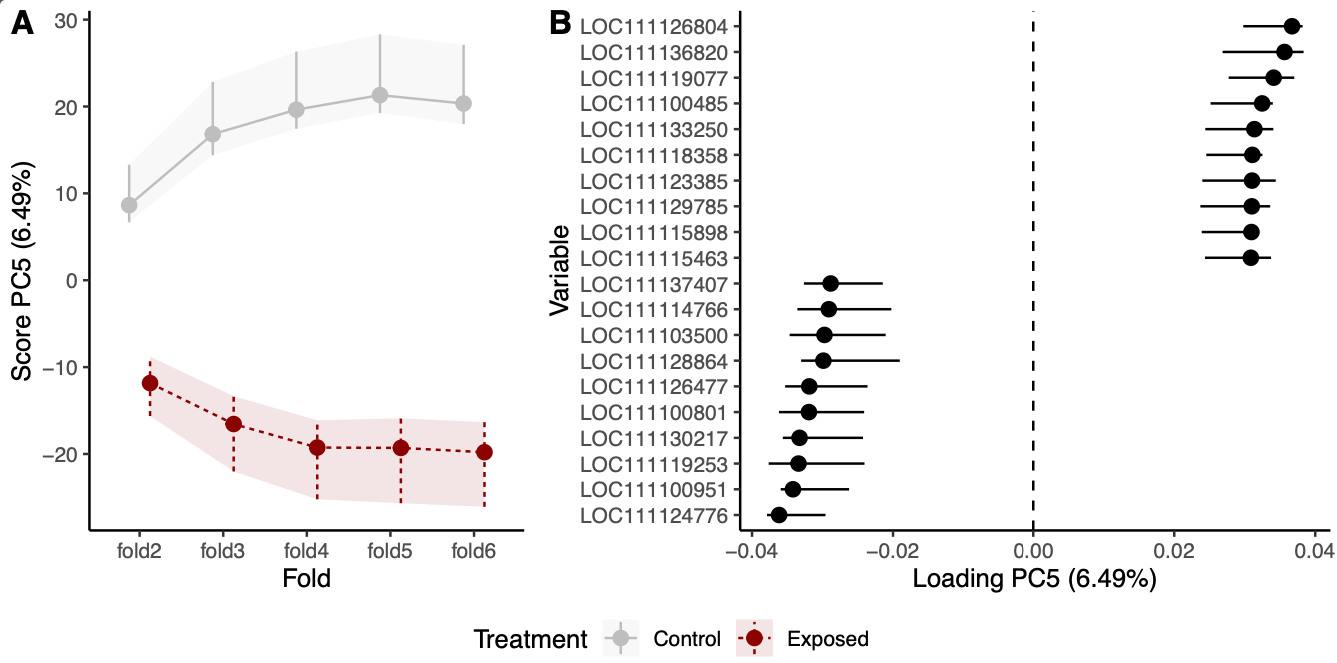 A
Score PC5 (6.49%)
30
20
10
0
−10
−20
fold2 fold3 fold4 fold5 fold6
Fold
B
Variable
LOC111126804
LOC111136820
LOC111119077
LOC111100485
LOC111133250
LOC111118358
LOC111123385
LOC111129785
LOC111115898
LOC111115463
LOC111137407
LOC111114766
LOC111103500
LOC111128864
LOC111126477
LOC111100801
LOC111130217
LOC111119253
LOC111100951
LOC111124776
−0.04 −0.02 0.00 0.02 0.04
Loading PC5 (6.49%)
Treatment Control Exposed